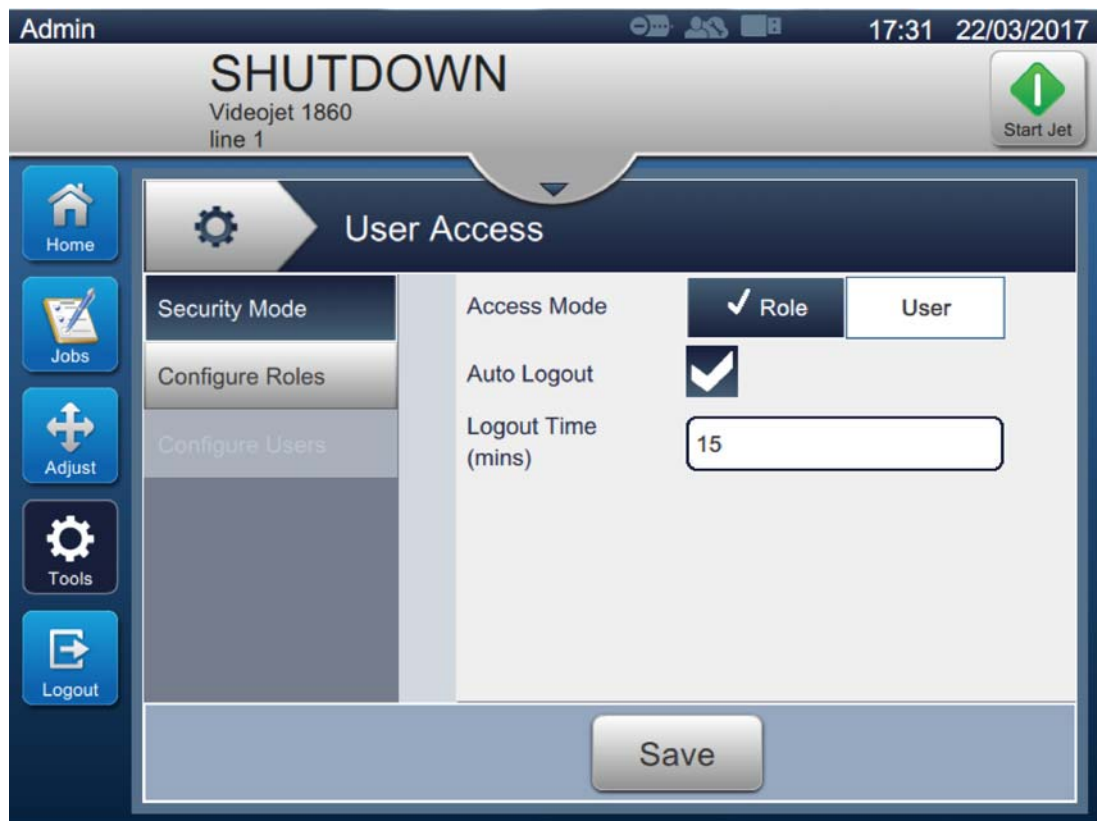 Admin
17:31 22/03/2017
SHUTDOWN
Videojet 1860
line 1
Start Jet
Home
User Access
Jobs
Security Mode
Access Mode
Role
User
Configure Roles
Auto Logout
Adjust
Configure Users
Logout Time
(mins)
15
Tools
Logout
Save